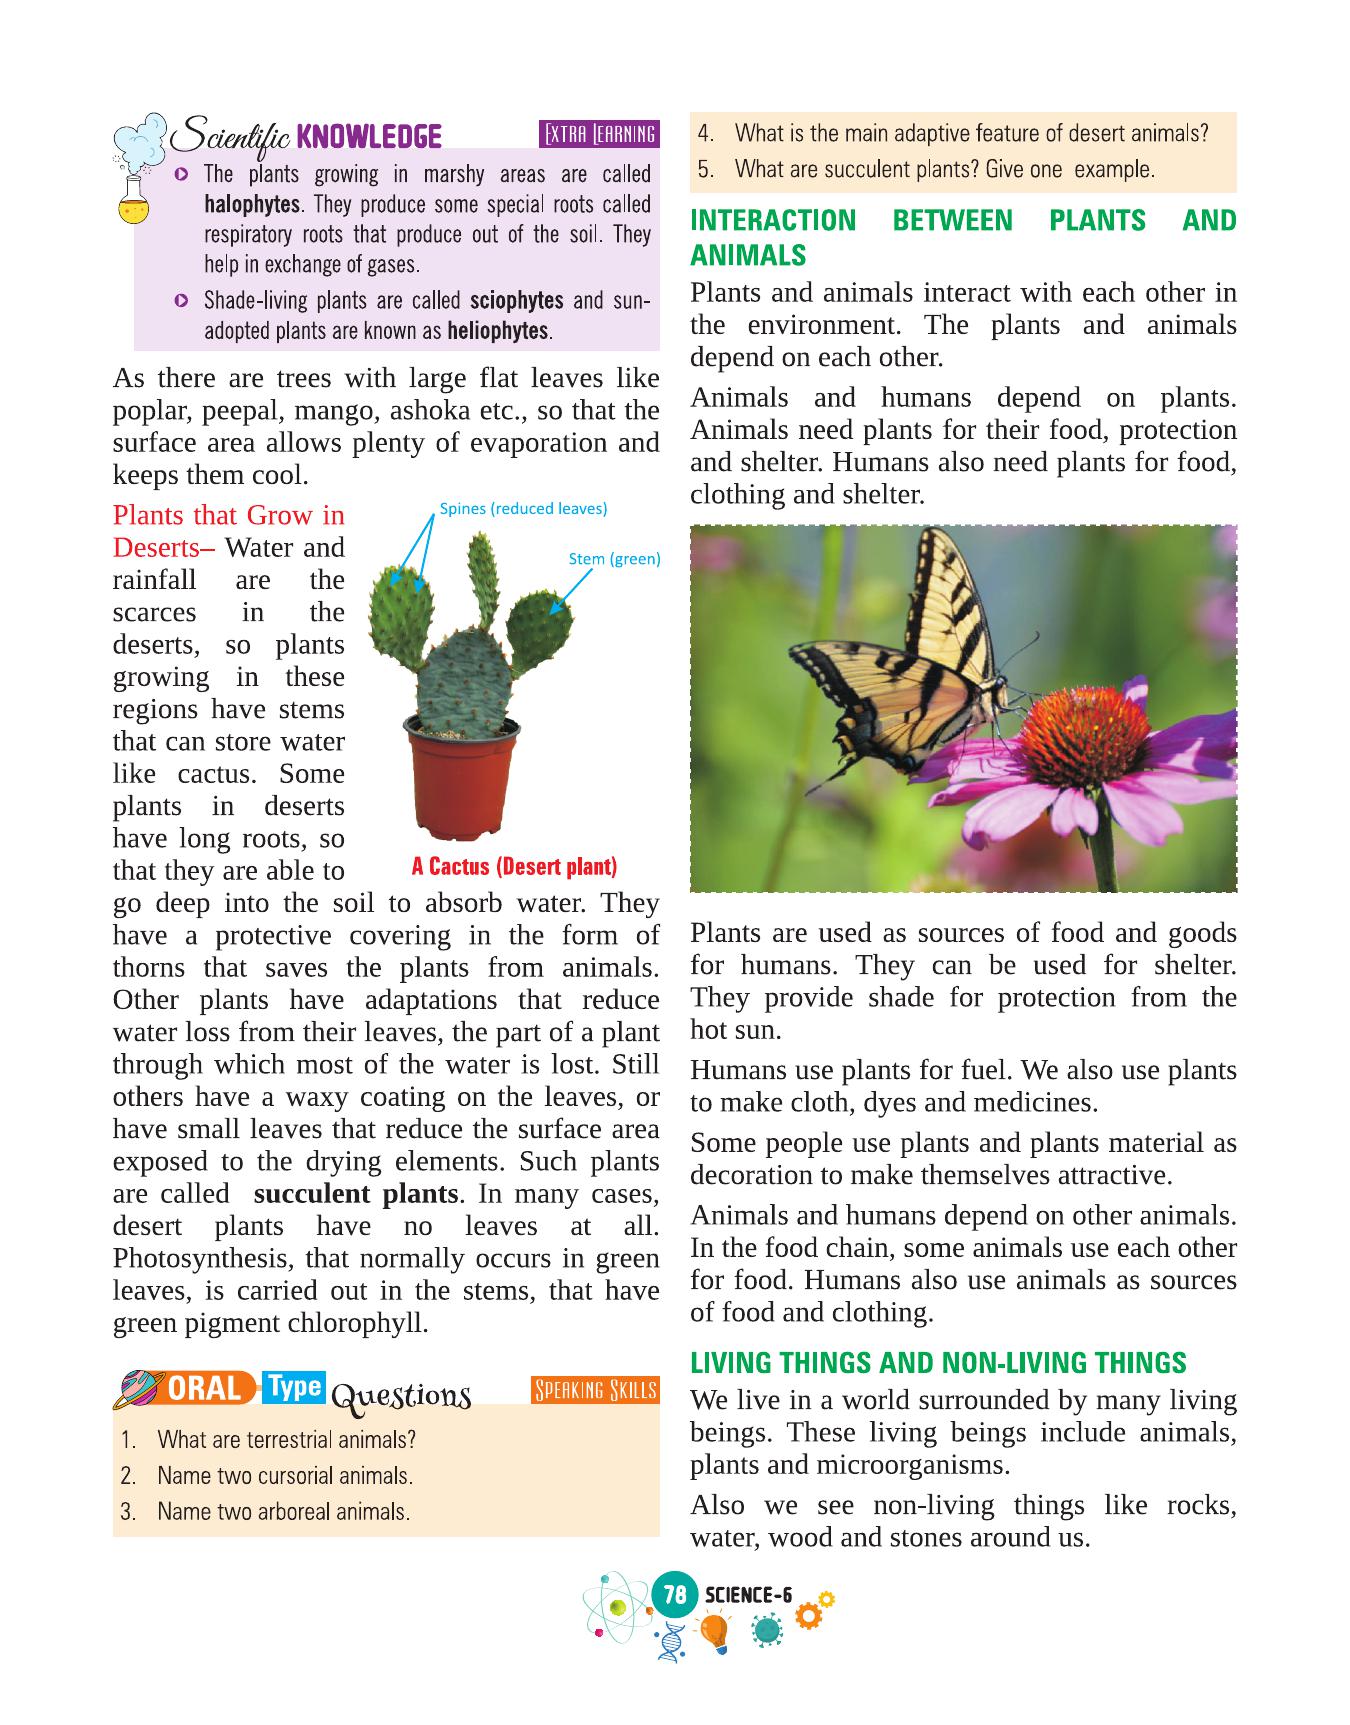 Scientific KNOWLEDGE
EXTRA LEARNING
The plants growing in marshy areas are called
halophytes. They produce some special roots called
respiratory roots that produce out of the soil. They
help in exchange of gases.
Shade-living plants are called sciophytes and sun-
adopted plants are known as heliophytes.
As there are trees with large flat leaves like
poplar, peepal, mango, ashoka etc., so that the
surface area allows plenty of evaporation and
keeps them cool.
Plants that Grow in
Deserts– Water and
rainfall are the
scarces in the
deserts, so plants
growing in these
regions have stems
that can store water
like cactus. Some
plants in deserts
have long roots, so
that they are able to
Spines (reduced leaves)
Stem (green)
A Cactus (Desert plant)
go deep into the soil to absorb water. They
have a protective covering in the form of
thorns that saves the plants from animals.
Other plants have adaptations that reduce
water loss from their leaves, the part of a plant
through which most of the water is lost. Still
others have a waxy coating on the leaves, or
have small leaves that reduce the surface area
exposed to the drying elements. Such plants
are called succulent plants. In many cases,
desert plants have no leaves at all.
Photosynthesis, that normally occurs in green
leaves, is carried out in the stems, that have
green pigment chlorophyll.
ORAL Type Questions
SPEAKING SKILLS
1. What are terrestrial animals?
2. Name two cursorial animals.
3. Name two arboreal animals.
4. What is the main adaptive feature of desert animals?
5. What are succulent plants? Give one example.
INTERACTION BETWEEN PLANTS AND
ANIMALS
Plants and animals interact with each other in
the environment. The plants and animals
depend on each other.
Animals and humans depend on plants.
Animals need plants for their food, protection
and shelter. Humans also need plants for food,
clothing and shelter.
Plants are used as sources of food and goods
for humans. They can be used for shelter.
They provide shade for protection from the
hot sun.
Humans use plants for fuel. We also use plants
to make cloth, dyes and medicines.
Some people use plants and plants material as
decoration to make themselves attractive.
Animals and humans depend on other animals.
In the food chain, some animals use each other
for food. Humans also use animals as sources
of food and clothing.
LIVING THINGS AND NON-LIVING THINGS
We live in a world surrounded by many living
beings. These living beings include animals,
plants and microorganisms.
Also we see non-living things like rocks,
water, wood and stones around us.
78 SCIENCE-6